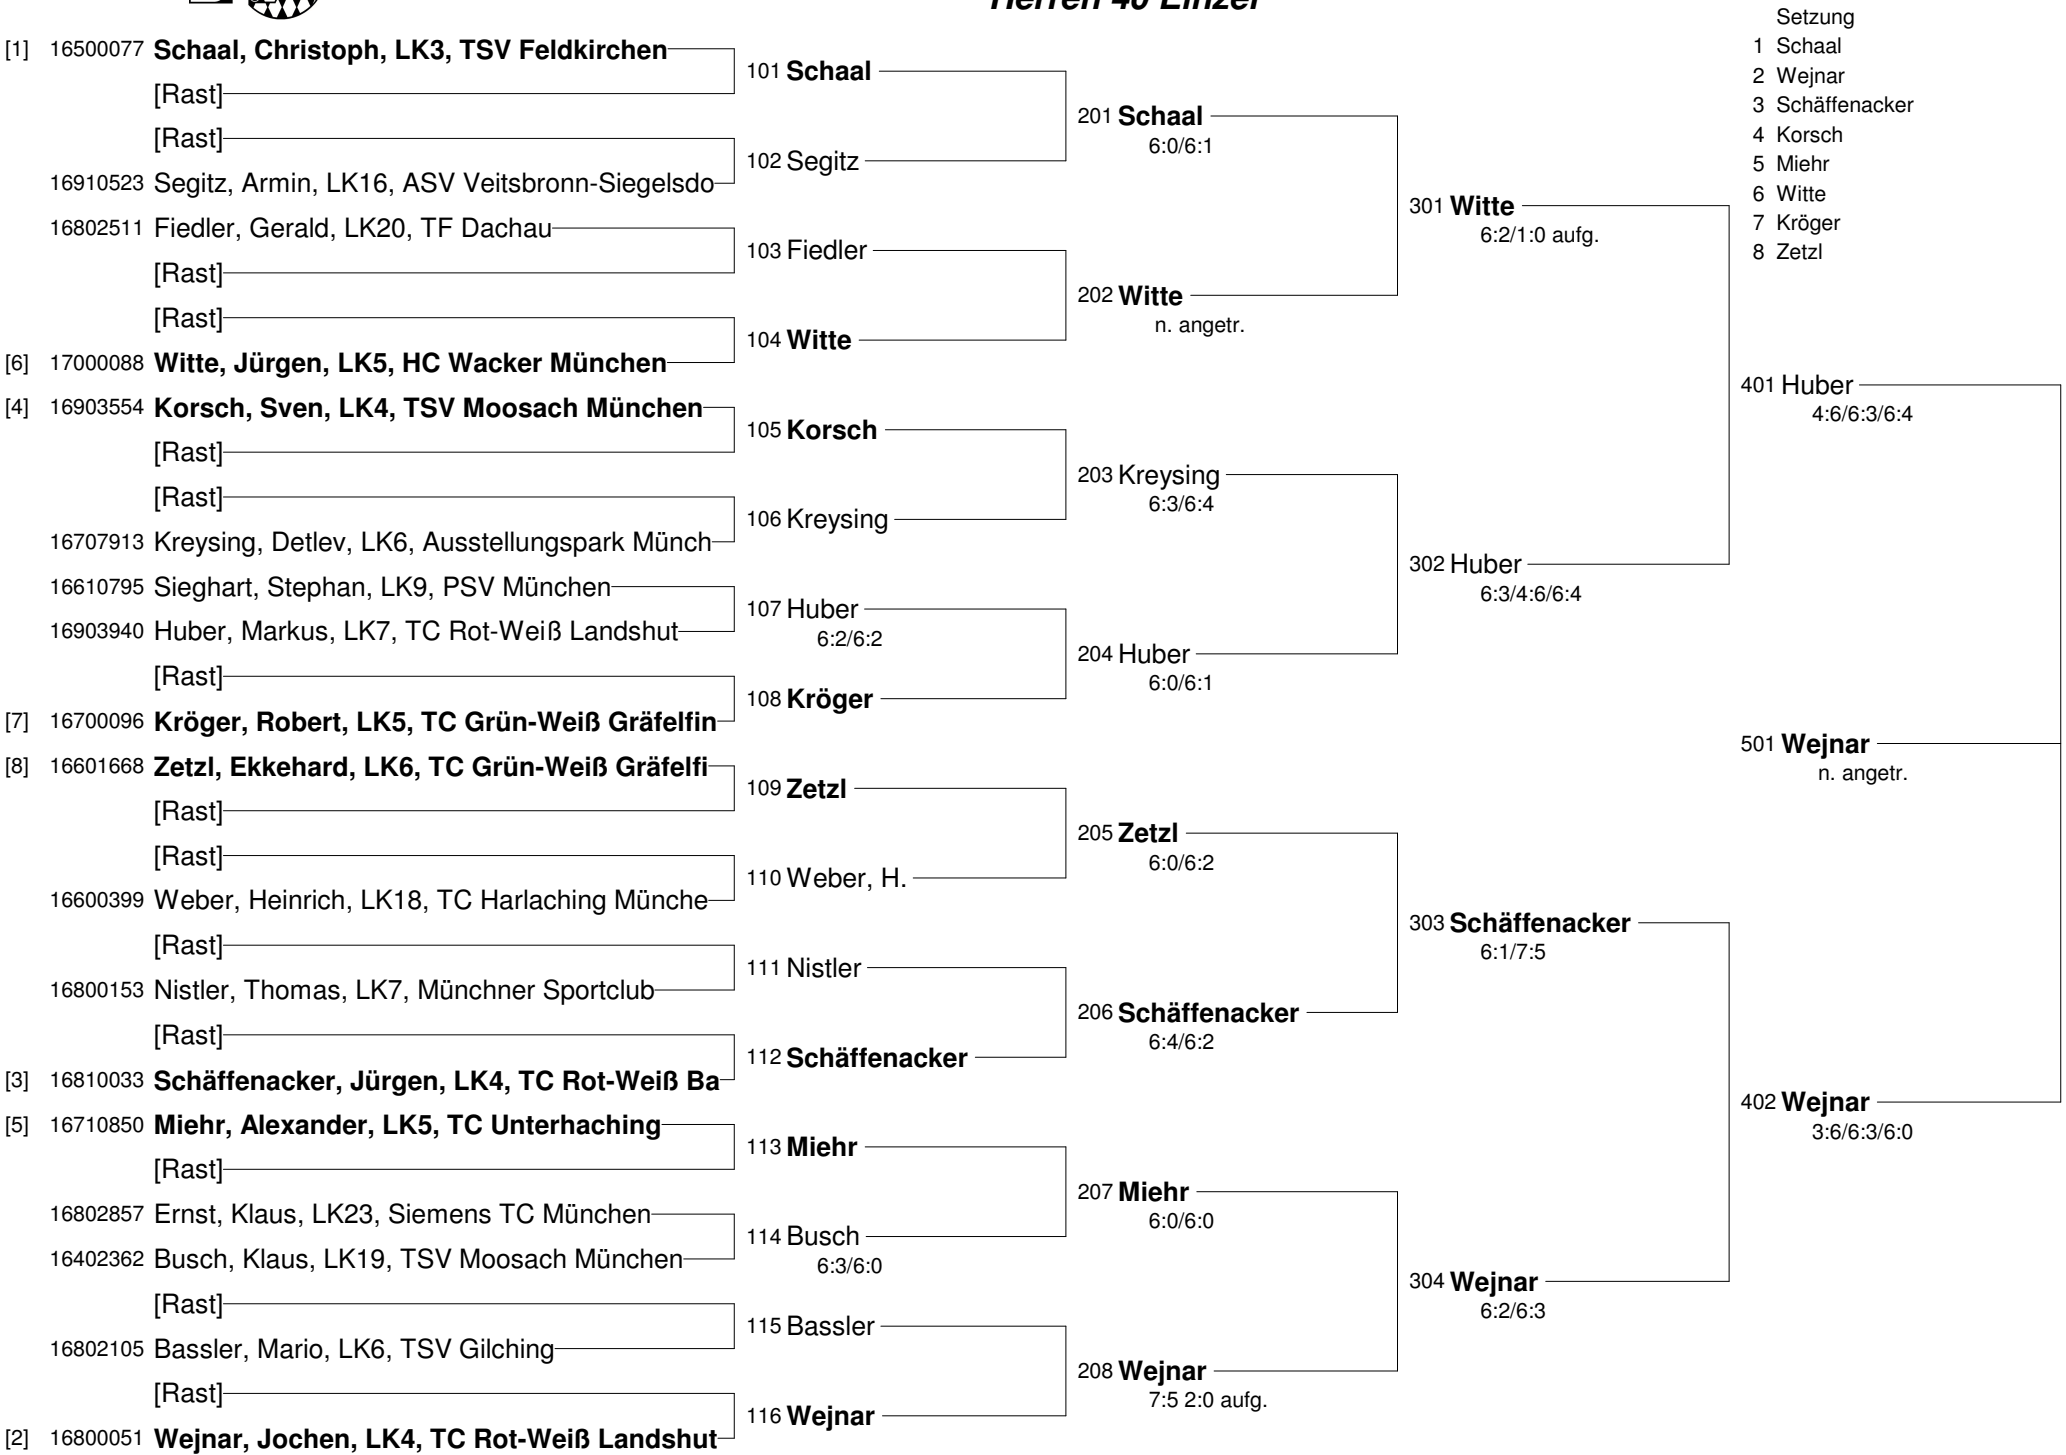 Herren 40 Einzel
Setzung
1 Schaal
2 Wejnar
3 Schäffenacker
4 Korsch
5 Miehr
6 Witte
7 Kröger
8 Zetzl
[1] 16500077 Schaal, Christoph, LK3, TSV Feldkirchen
[Rast]
[Rast]
16910523 Segitz, Armin, LK16, ASV Veitsbronn-Siegelsdo
16802511 Fiedler, Gerald, LK20, TF Dachau
[Rast]
[Rast]
[6] 17000088 Witte, Jürgen, LK5, HC Wacker München
[4] 16903554 Korsch, Sven, LK4, TSV Moosach München
[Rast]
[Rast]
16707913 Kreysing, Detlev, LK6, Ausstellungspark Münch
16610795 Sieghart, Stephan, LK9, PSV München
16903940 Huber, Markus, LK7, TC Rot-Weiß Landshut
[Rast]
[7] 16700096 Kröger, Robert, LK5, TC Grün-Weiß Gräfelfin
[8] 16601668 Zetzl, Ekkehard, LK6, TC Grün-Weiß Gräfelfi
[Rast]
[Rast]
16600399 Weber, Heinrich, LK18, TC Harlaching Münche
[Rast]
16800153 Nistler, Thomas, LK7, Münchner Sportclub
[Rast]
[3] 16810033 Schäffenacker, Jürgen, LK4, TC Rot-Weiß Ba
[5] 16710850 Miehr, Alexander, LK5, TC Unterhaching
[Rast]
16802857 Ernst, Klaus, LK23, Siemens TC München
16402362 Busch, Klaus, LK19, TSV Moosach München
[Rast]
16802105 Bassler, Mario, LK6, TSV Gilching
[Rast]
[2] 16800051 Wejnar, Jochen, LK4, TC Rot-Weiß Landshut
101 Schaal
102 Segitz
103 Fiedler
104 Witte
105 Korsch
106 Kreysing
107 Huber
6:2/6:2
108 Kröger
109 Zetzl
110 Weber, H.
111 Nistler
112 Schäffenacker
113 Miehr
114 Busch
6:3/6:0
115 Bassler
116 Wejnar
201 Schaal
6:0/6:1
202 Witte
n. angetr.
203 Kreysing
6:3/6:4
204 Huber
6:0/6:1
205 Zetzl
6:0/6:2
206 Schäffenacker
6:4/6:2
207 Miehr
6:0/6:0
208 Wejnar
7:5 2:0 aufg.
301 Witte
6:2/1:0 aufg.
302 Huber
6:3/4:6/6:4
303 Schäffenacker
6:1/7:5
304 Wejnar
6:2/6:3
401 Huber
4:6/6:3/6:4
501 Wejnar
n. angetr.
402 Wejnar
3:6/6:3/6:0